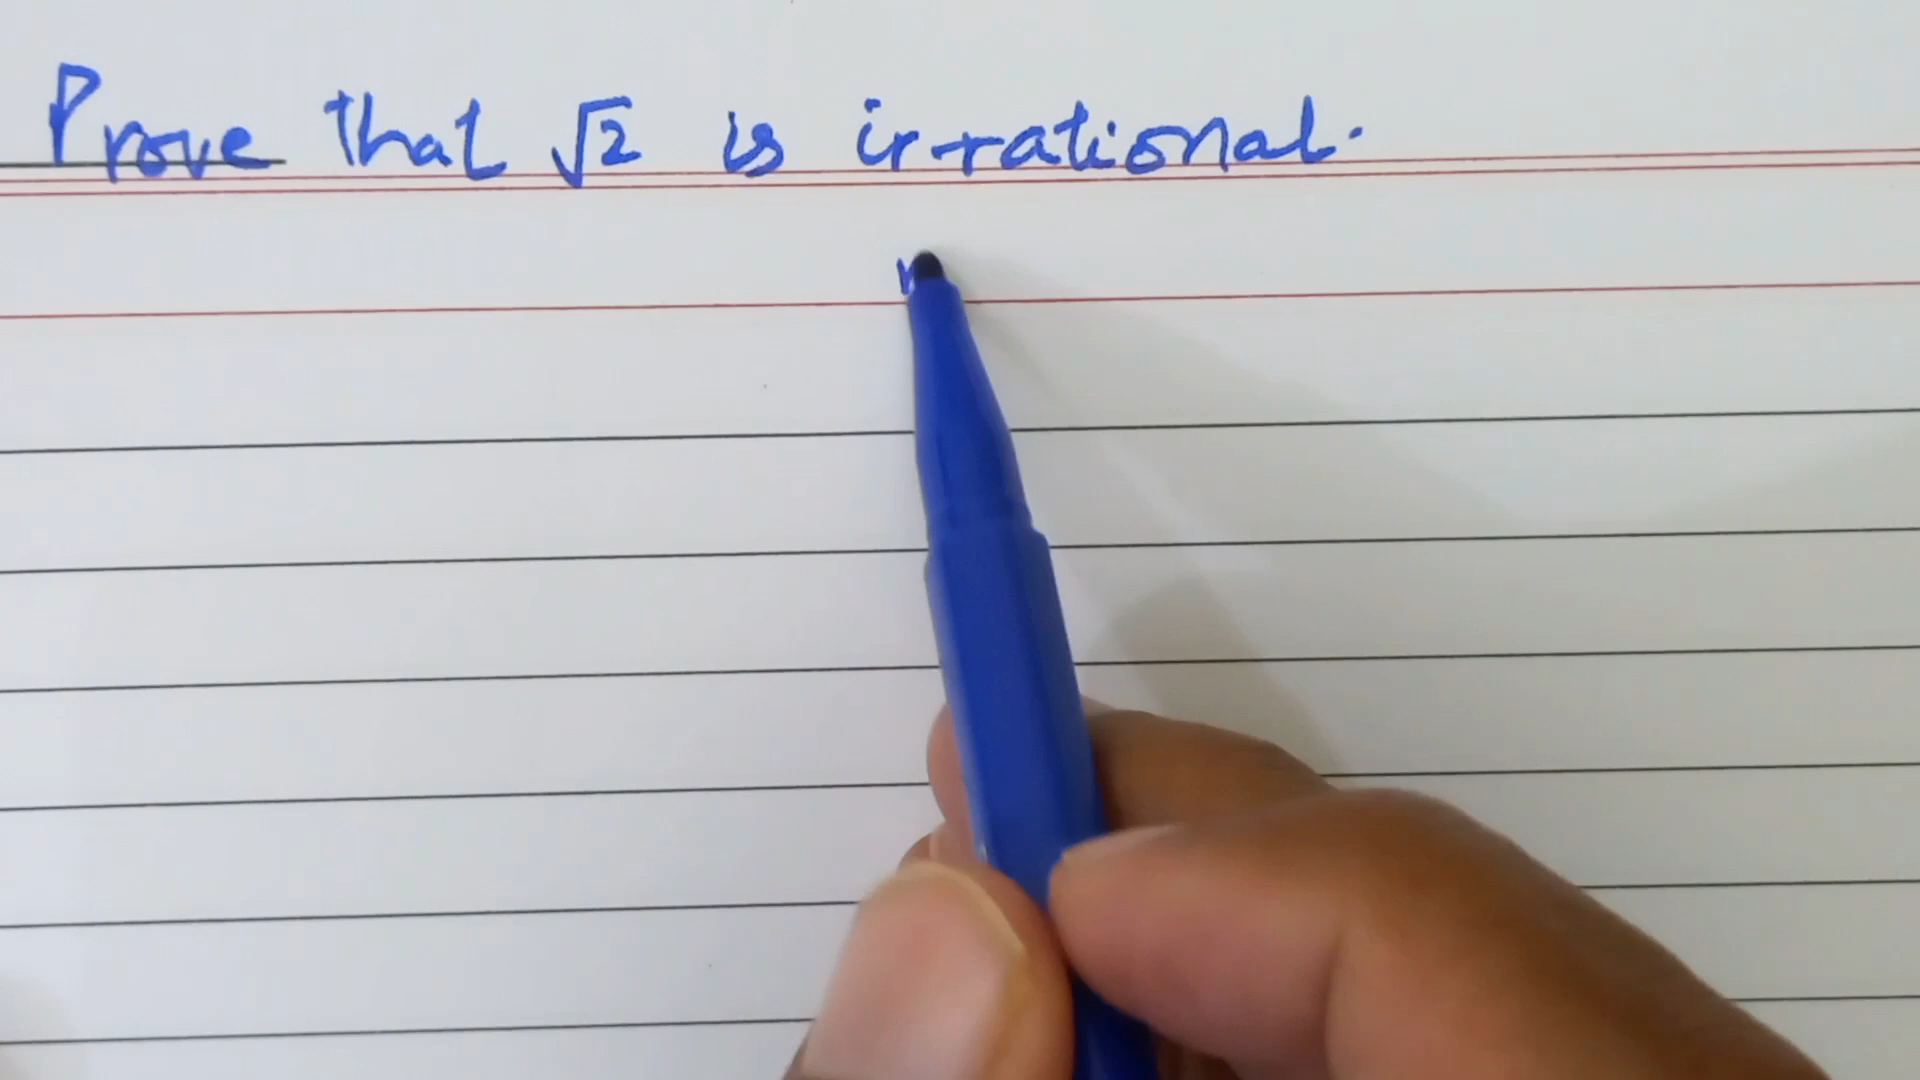 Prove that √2 is irrational.